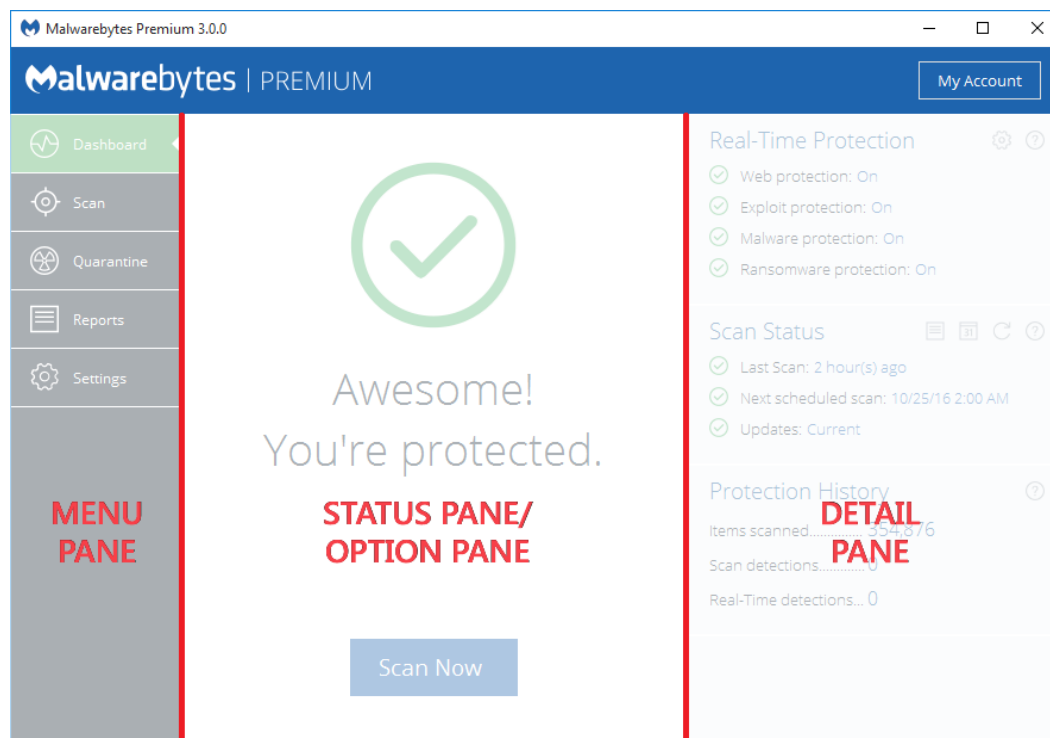 Malwarebytes Premium 3.0.0
Malwarebytes | PREMIUM
My Account
Dashboard
Scan
Quarantine
Reports
Settings
MENU
PANE
Awesome!
You're protected.
STATUS PANE/
OPTION PANE
Scan Now
Real-Time Protection
Web protection: On
Exploit protection: On
Malware protection: On
Ransomware protection: On
Scan Status
31
Last Scan: 2 hour(s) ago
Next scheduled scan: 10/25/16 2:00 AM
Updates: Current
Protection History
Items scanned.............. 354,876
Scan detections............ 0
Real-Time detections... 0
DETAIL
PANE